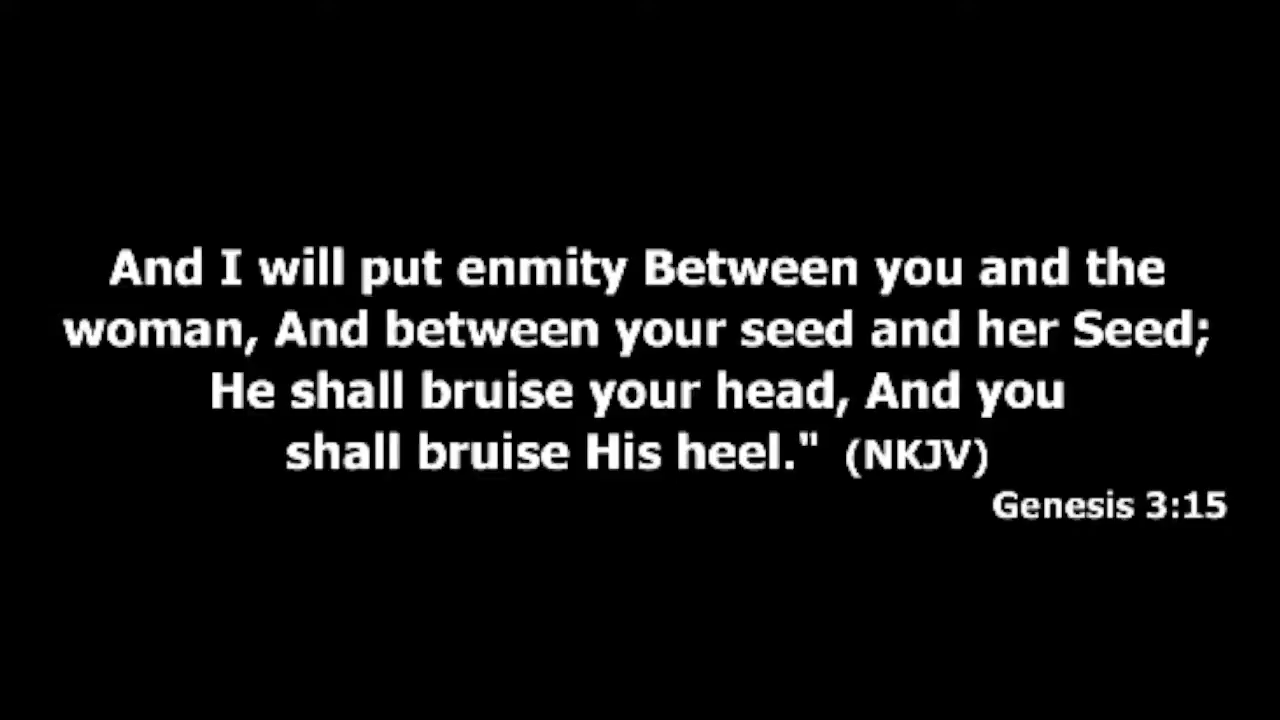 And I will put enmity Between you and the
woman, And between your seed and her Seed;
He shall bruise your head, And you
shall bruise His heel." (NKJV)
Genesis 3:15